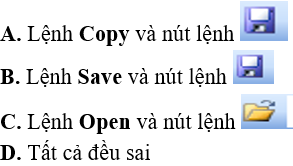 A. Lệnh Copy và nút lệnh
B. Lệnh Save và nút lệnh
C. Lệnh Open và nút lệnh
D. Tất cả đều sai